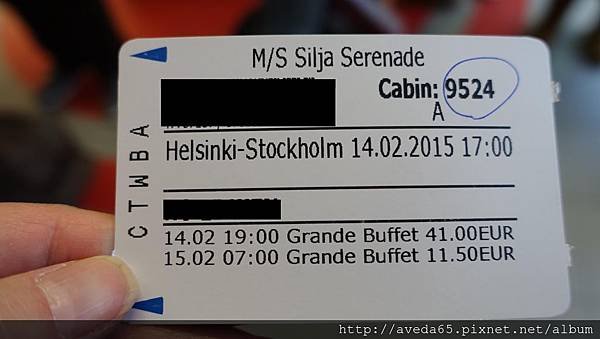 M/S Silja Serenade
Cabin: 9524
A
Helsinki-Stockholm 14.02.2015 17:00
14.02 19:00 Grande Buffet 41.00EUR
15.02 07:00 Grande Buffet 11.50EUR
CTWBA
http://aveda65.pixnet.net/album